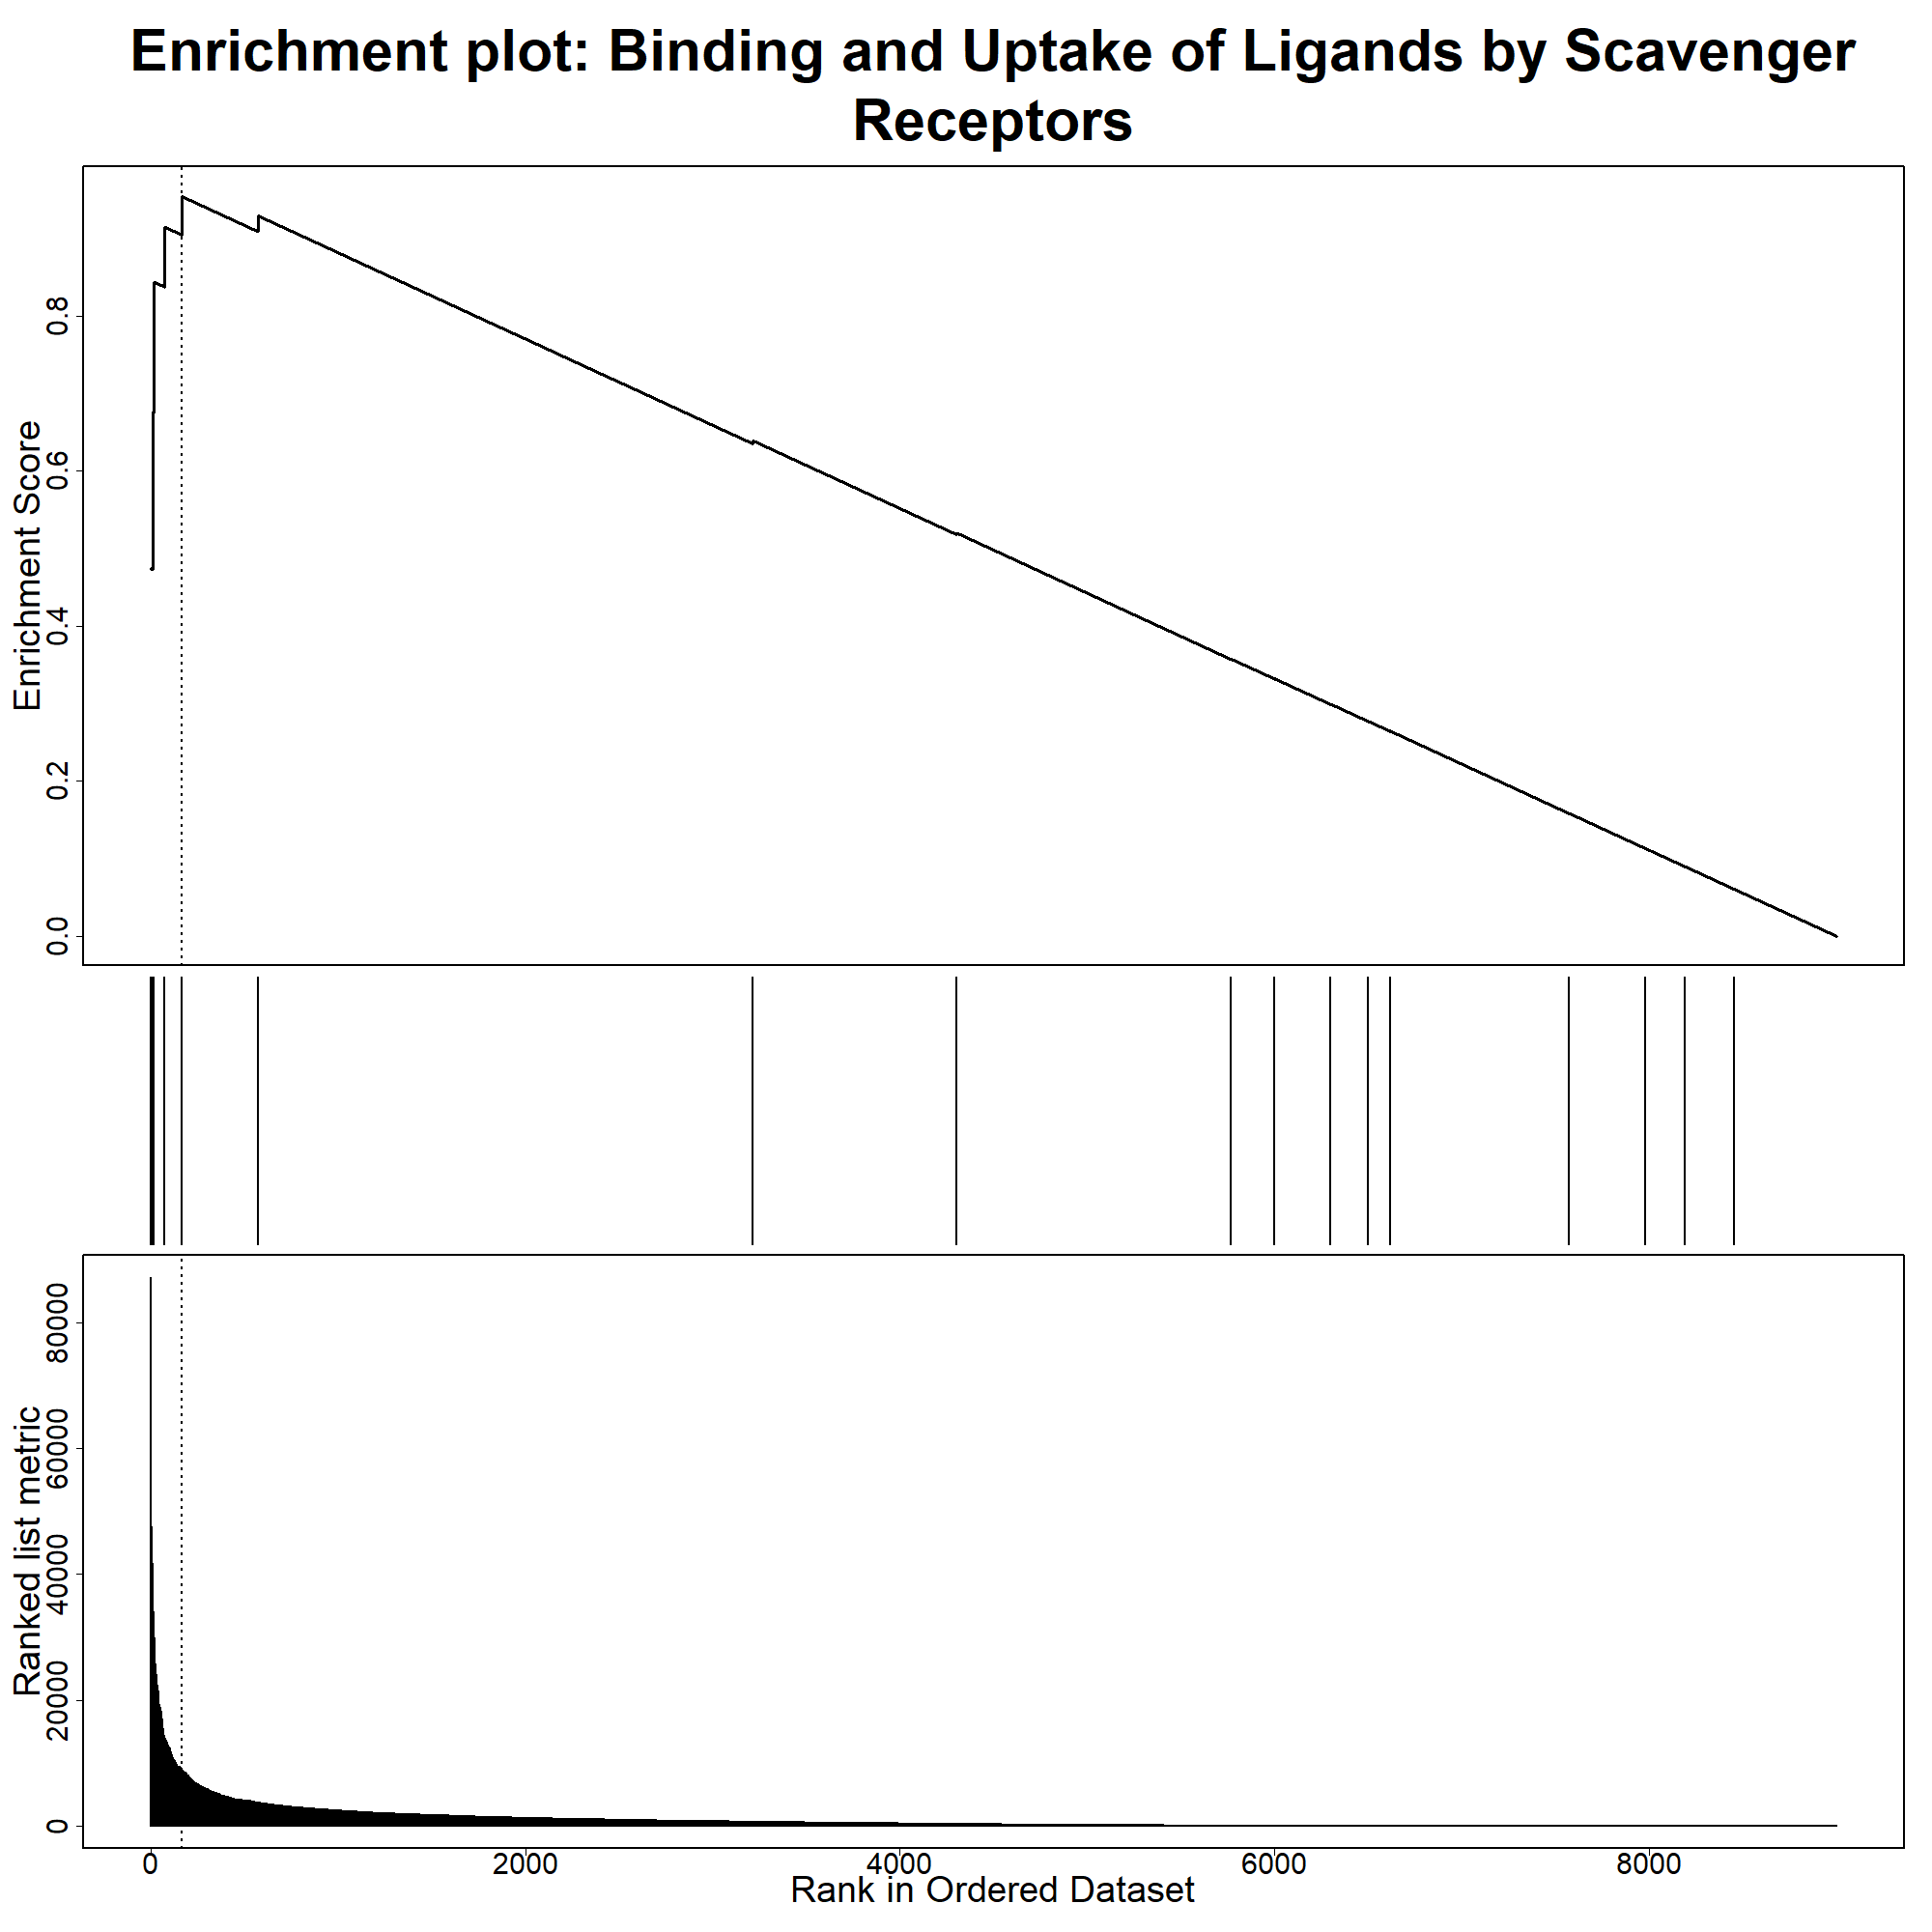 Enrichment plot: Binding and Uptake of Ligands by Scavenger
Receptors
Enrichment Score
0.8
0.6
0.4
0.2
0.0
Ranked list metric
80000
60000
40000
20000
0
0 2000 4000 6000 8000
Rank in Ordered Dataset